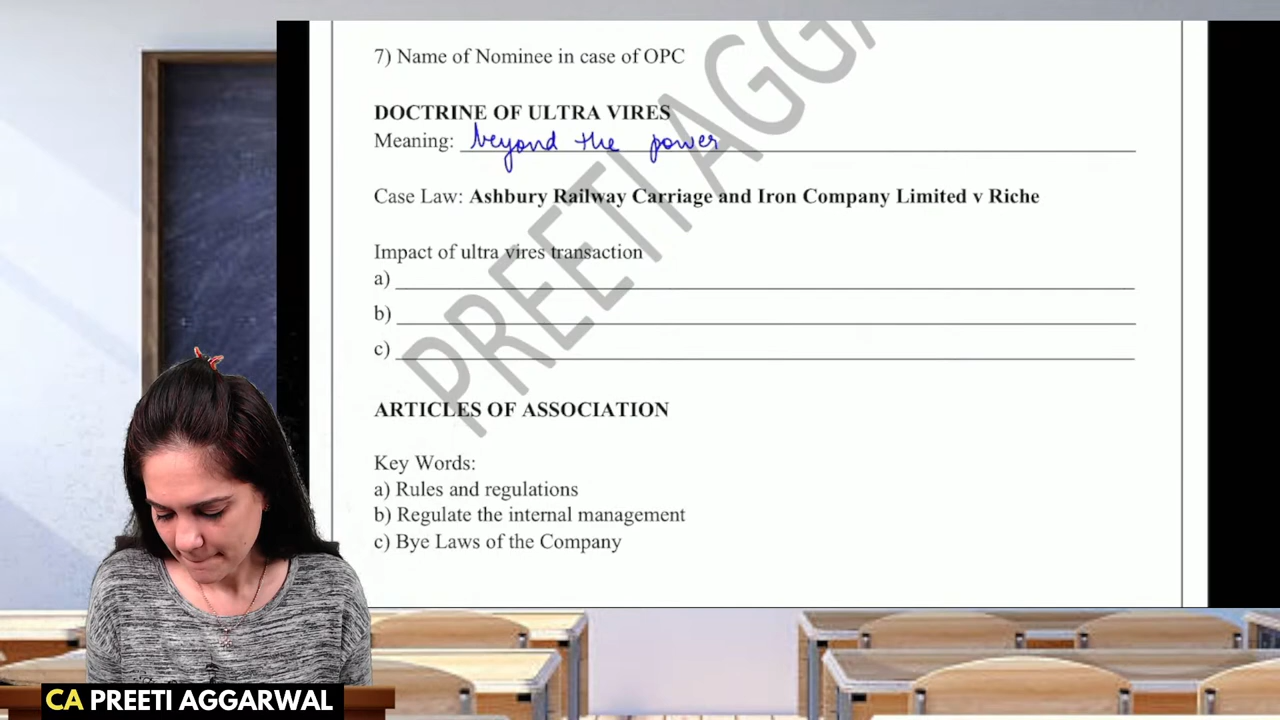 7) Name of Nominee in case of OPC
DOCTRINE OF ULTRA VIRES
Meaning: beyond the power
Case Law: Ashbury Railway Carriage and Iron Company Limited v Riche
Impact of ultra vires transaction
a)
b)
c)
ARTICLES OF ASSOCIATION
Key Words:
a) Rules and regulations
b) Regulate the internal management
c) Bye Laws of the Company
PREETI AGGA
CA PREETI AGGARWAL